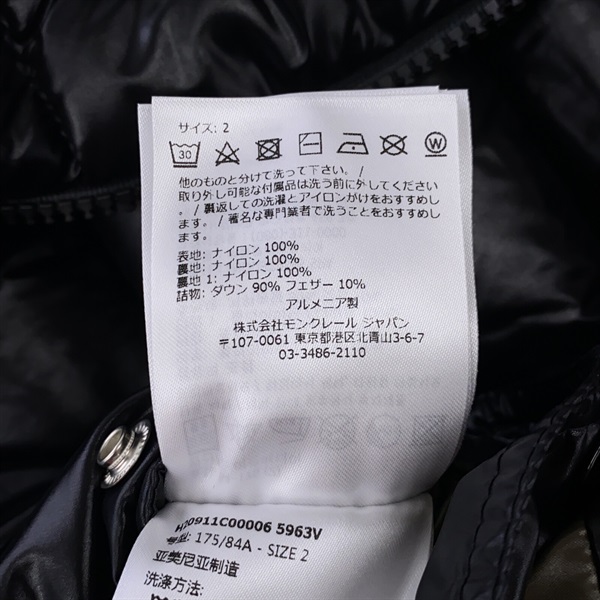 サイズ: 2
30
W
他のものと分けて洗って下さい。/
取り外し可能な付属品は洗う前に外してください
。/ 裏返しての洗濯とアイロンがけをおすすめし
ます。/ 著名な専門業者で洗うことをおすすめし
ます。
表地: ナイロン 100%
裏地: ナイロン 100%
裏地 1: ナイロン 100%
詰物: ダウン 90% フェザー 10%
アルメニア製
株式会社モンクレール ジャパン
〒107-0061 東京都港区北青山3-6-7
03-3486-2110
H20911C00006 5963V
号型: 175/84A - SIZE 2
亚美尼亚制造
洗涤方法: